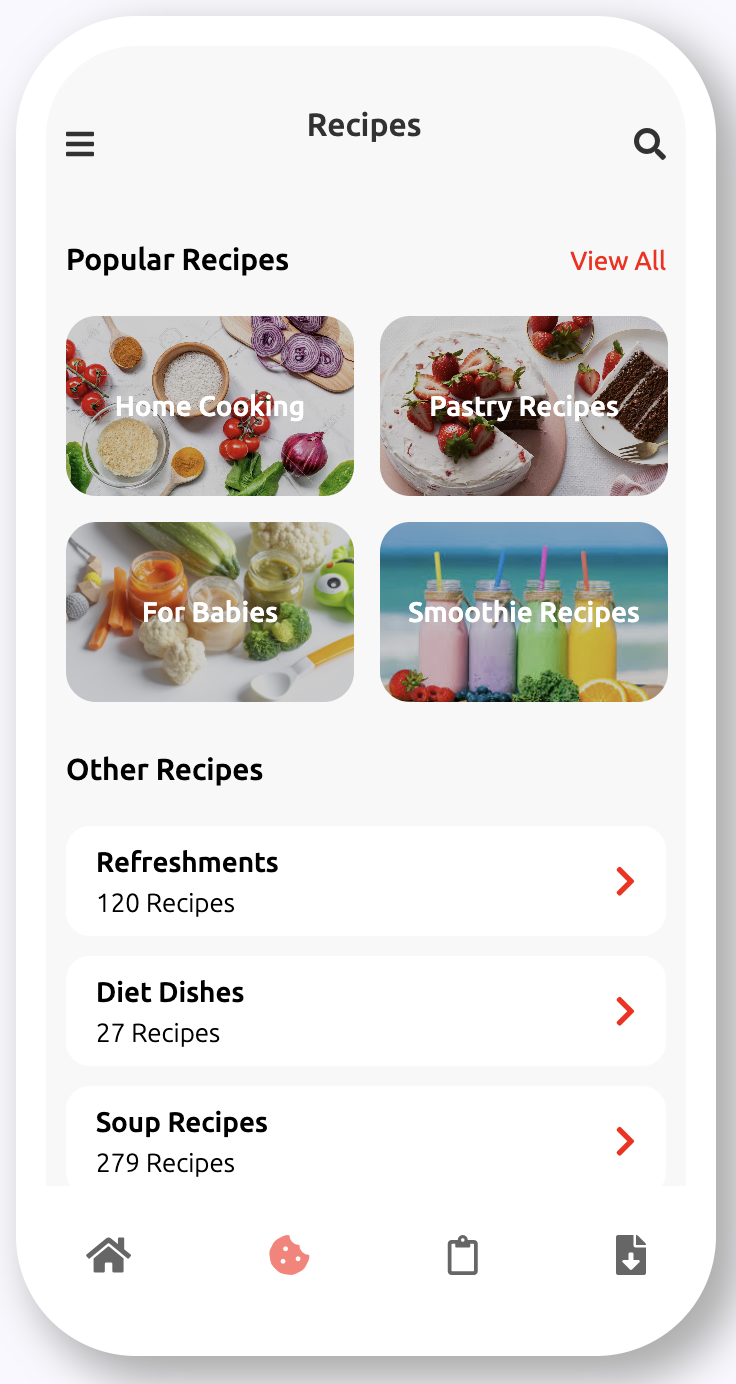 Recipes
Popular Recipes
View All
Home Cooking
Pastry Recipes
For Babies
Smoothie Recipes
Other Recipes
Refreshments
120 Recipes
Diet Dishes
27 Recipes
Soup Recipes
279 Recipes